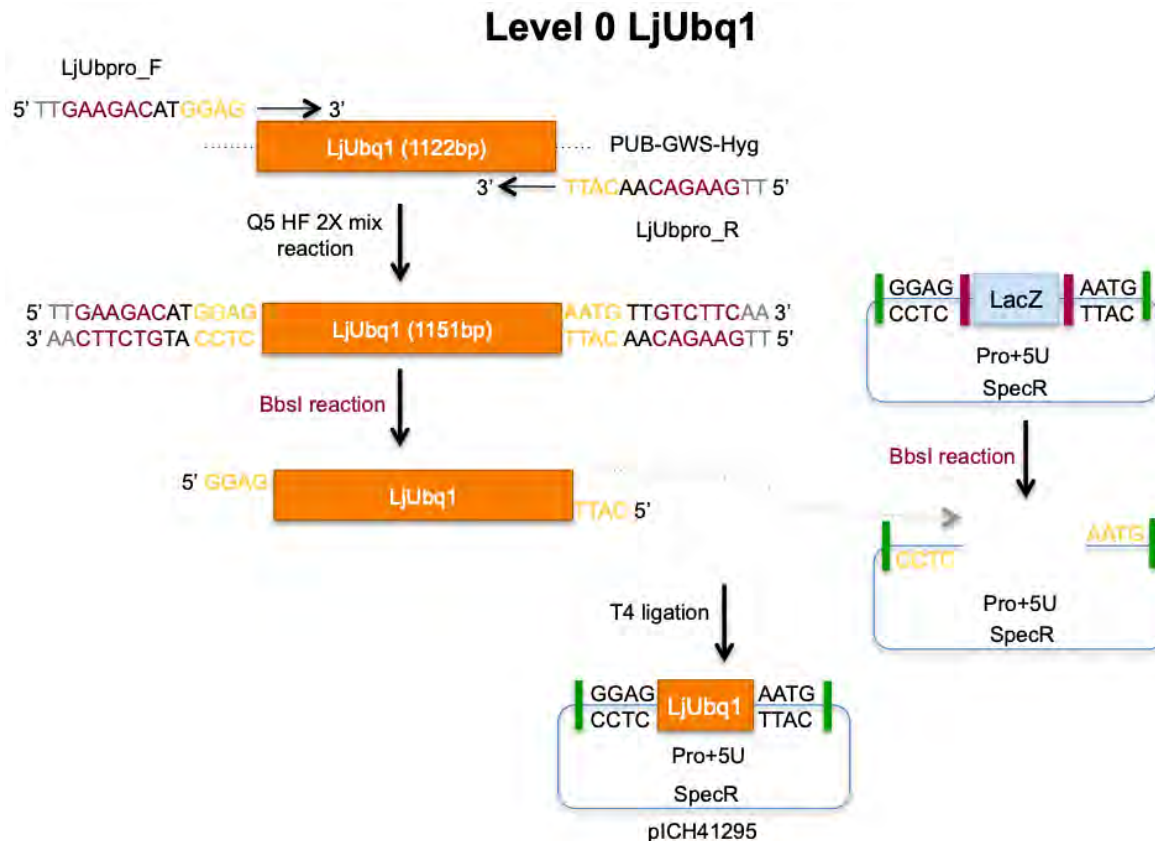 Level 0 LjUbq1
LjUbpro_F
5' TTGAAGACATGGAG 3'
LjUbq1 (1122bp)
PUB-GWS-Hyg
3' TTACAACAGAAGTT 5'
LjUbpro_R
Q5 HF 2X mix
reaction
5' TTGAAGACATGGAG
3' AACTTCTGTA CCTC
LjUbq1 (1151bp)
AATG TTGTCTTCAA 3'
TTAC AACAGAAGTT 5'
BbsI reaction
5' GGAG
LjUbq1
TTAC 5'
GGAG
CCTC
LacZ
AATG
TTAC
Pro+5U
SpecR
BbsI reaction
CCTC
AATG
Pro+5U
SpecR
T4 ligation
GGAG
CCTC
LjUbq1
AATG
TTAC
Pro+5U
SpecR
pICH41295